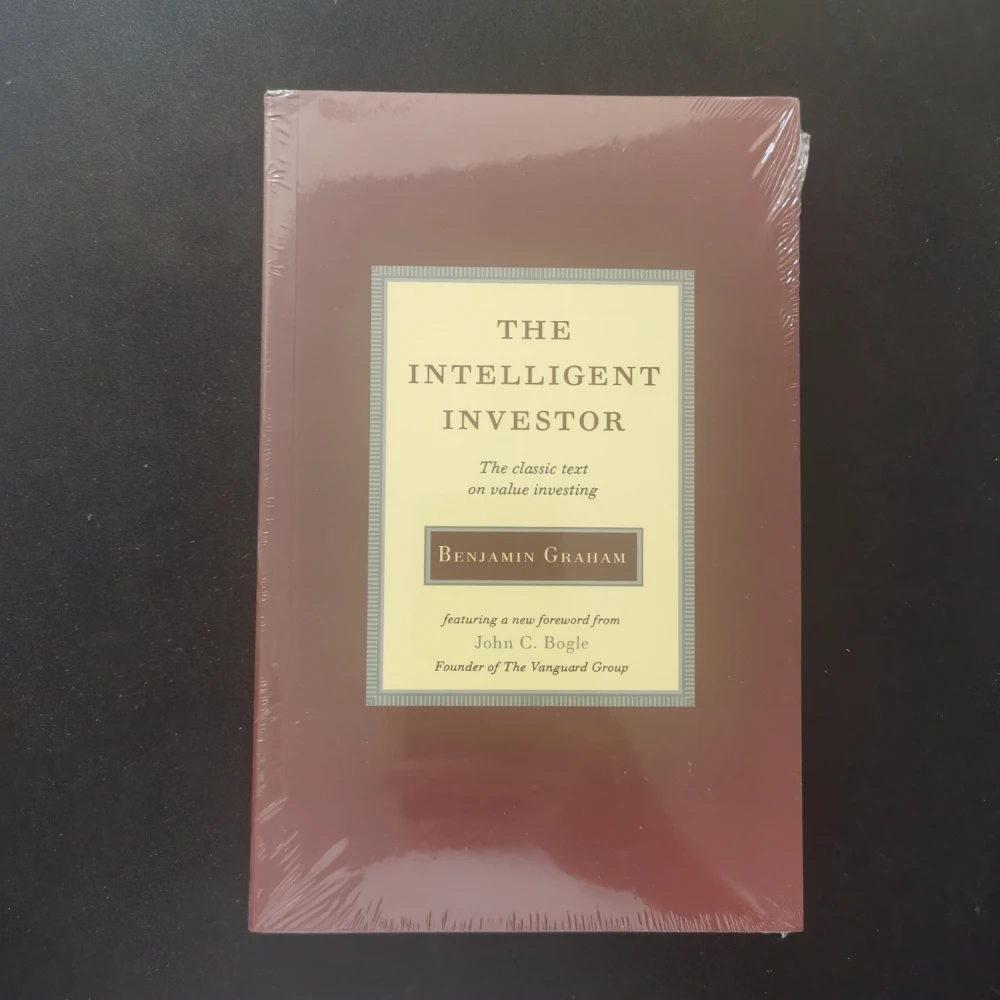 THE
INTELLIGENT
INVESTOR
The classic text
on value investing
BENJAMIN GRAHAM
featuring a new foreword from
John C. Bogle
Founder of The Vanguard Group